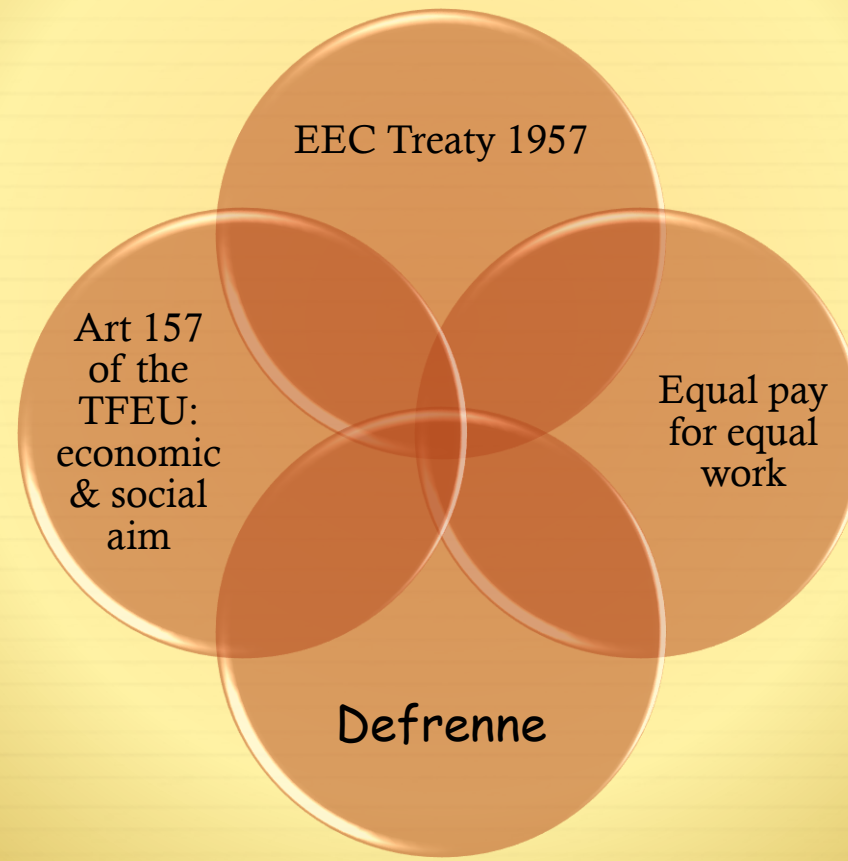 EEC Treaty 1957
Art 157
of the
TFEU:
economic
& social
aim
Equal pay
for equal
work
Defrenne